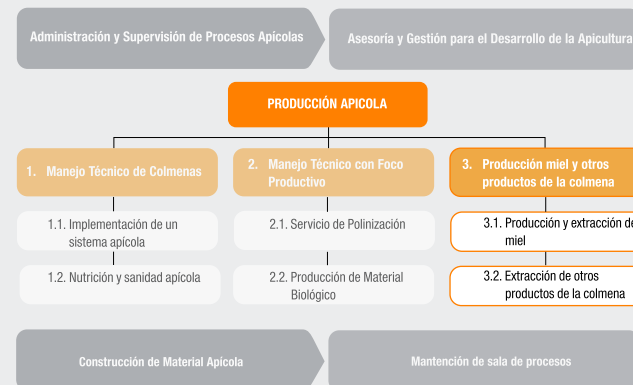 Administración y Supervisión de Procesos Apícolas
Asesoría y Gestión para el Desarrollo de la Apicultura
PRODUCCIÓN APICOLA
1. Manejo Técnico de Colmenas
2. Manejo Técnico con Foco
Productivo
3. Producción miel y otros
productos de la colmena
1.1. Implementación de un
sistema apícola
2.1. Servicio de Polinización
3.1. Producción y extracción de
miel
1.2. Nutrición y sanidad apícola
2.2. Producción de Material
Biológico
3.2. Extracción de otros
productos de la colmena
Construcción de Material Apícola
Mantención de sala de procesos